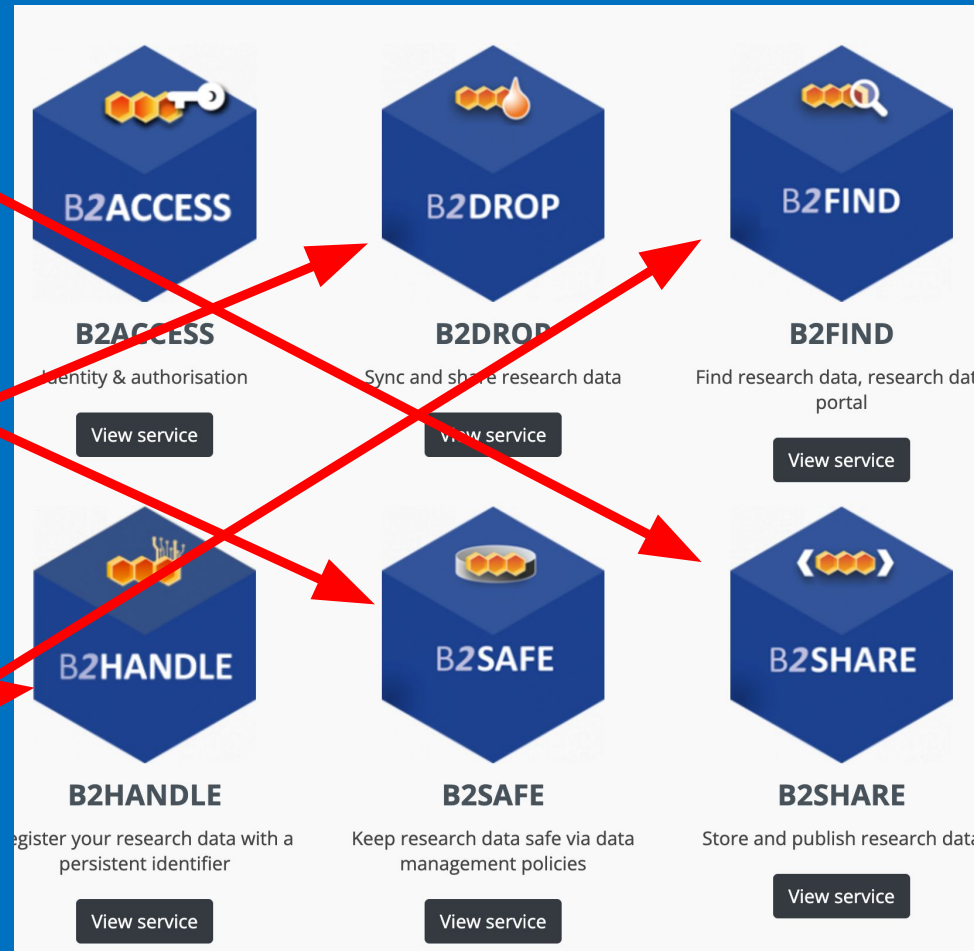 B2ACCESS
B2DROP
B2FIND
B2ACCESS
B2DROP
B2FIND
Identity & authorisation
Sync and share research data
Find research data, research dat
portal
View service
View service
View service
B2HANDLE
B2SAFE
B2SHARE
B2HANDLE
B2SAFE
B2SHARE
egister your research data with a
persistent identifier
Keep research data safe via data
management policies
Store and publish research data
View service
View service
View service